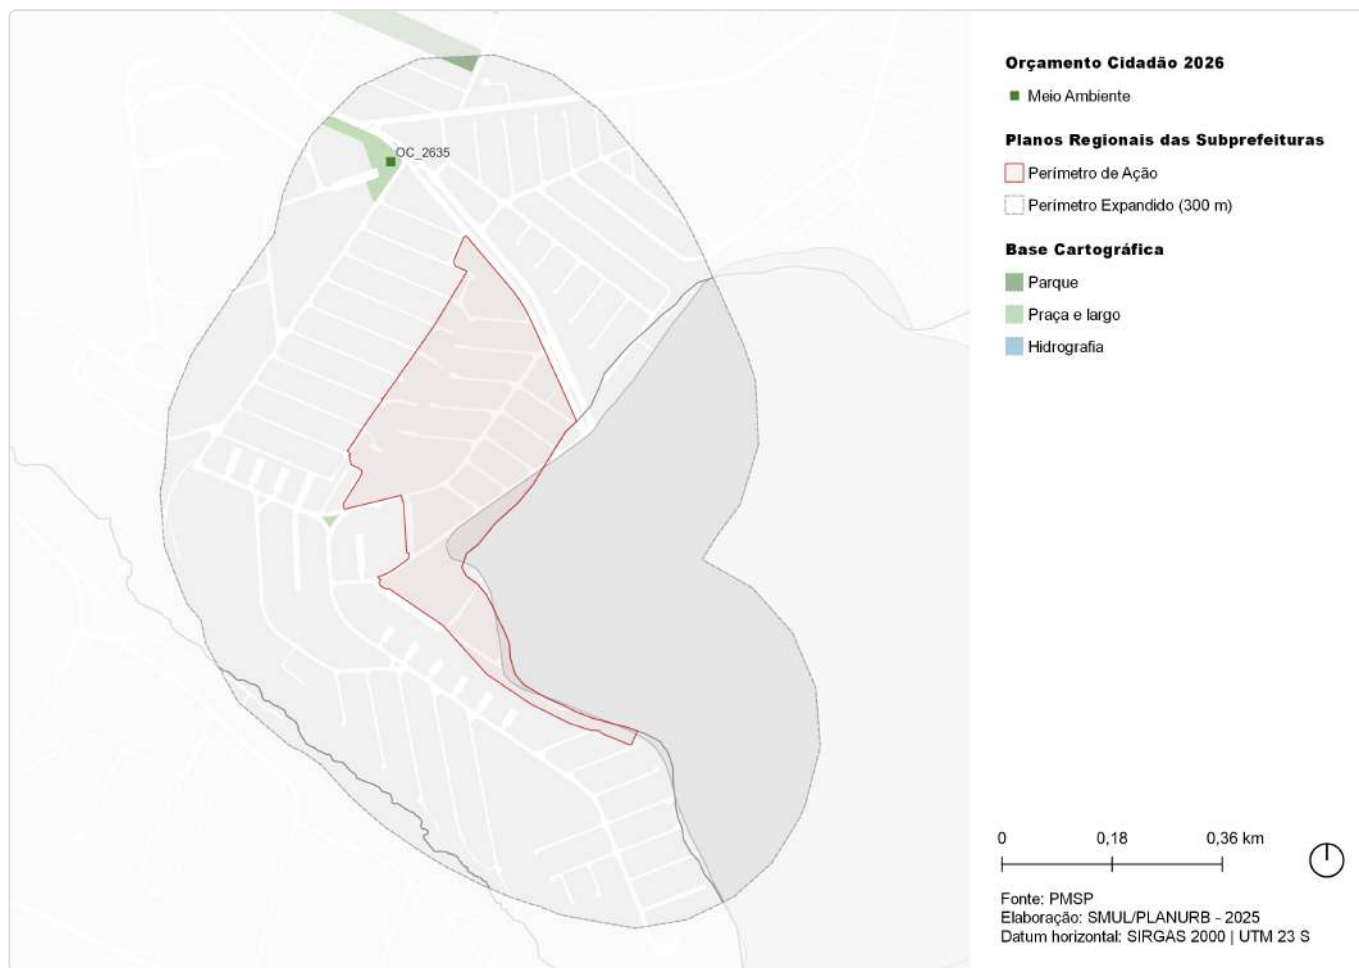 OC_2635
Orçamento Cidadão 2026
Meio Ambiente
Planos Regionais das Subprefeituras
Perímetro de Ação
Perímetro Expandido (300 m)
Base Cartográfica
Parque
Praça e largo
Hidrografia
0 0,18 0,36 km
Fonte: PMSP
Elaboração: SMUL/PLANURB - 2025
Datum horizontal: SIRGAS 2000 | UTM 23 S